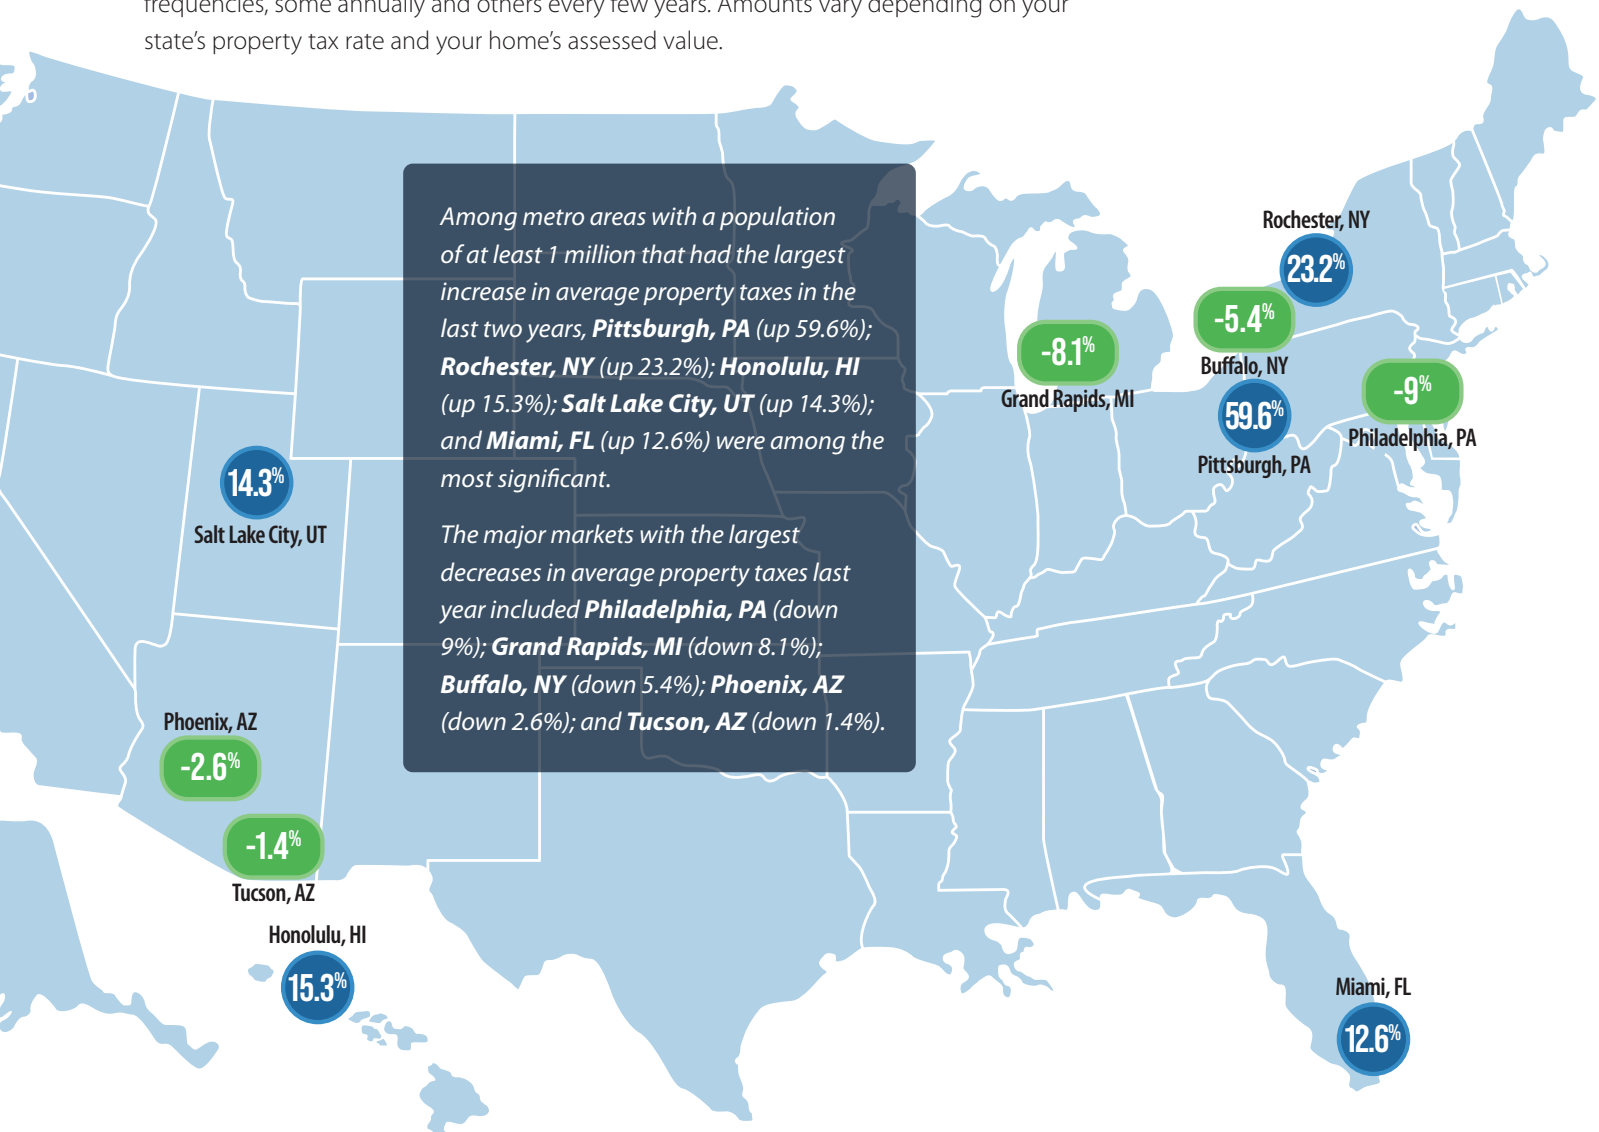 frequencies, some annually and others every few years. Amounts vary depending on your
state's property tax rate and your home's assessed value.
Among metro areas with a population
of at least 1 million that had the largest
increase in average property taxes in the
last two years, Pittsburgh, PA (up 59.6%);
Rochester, NY (up 23.2%); Honolulu, HI
(up 15.3%); Salt Lake City, UT (up 14.3%);
and Miami, FL (up 12.6%) were among the
most significant.
The major markets with the largest
decreases in average property taxes last
year included Philadelphia, PA (down
9%); Grand Rapids, MI (down 8.1%);
Buffalo, NY (down 5.4%); Phoenix, AZ
(down 2.6%); and Tucson, AZ (down 1.4%).
Rochester, NY
23.2%
-5.4%
Buffalo, NY
-8.1%
Grand Rapids, MI
-9%
Philadelphia, PA
59.6%
Pittsburgh, PA
14.3%
Salt Lake City, UT
Phoenix, AZ
-2.6%
-1.4%
Tucson, AZ
Honolulu, HI
15.3%
Miami, FL
12.6%